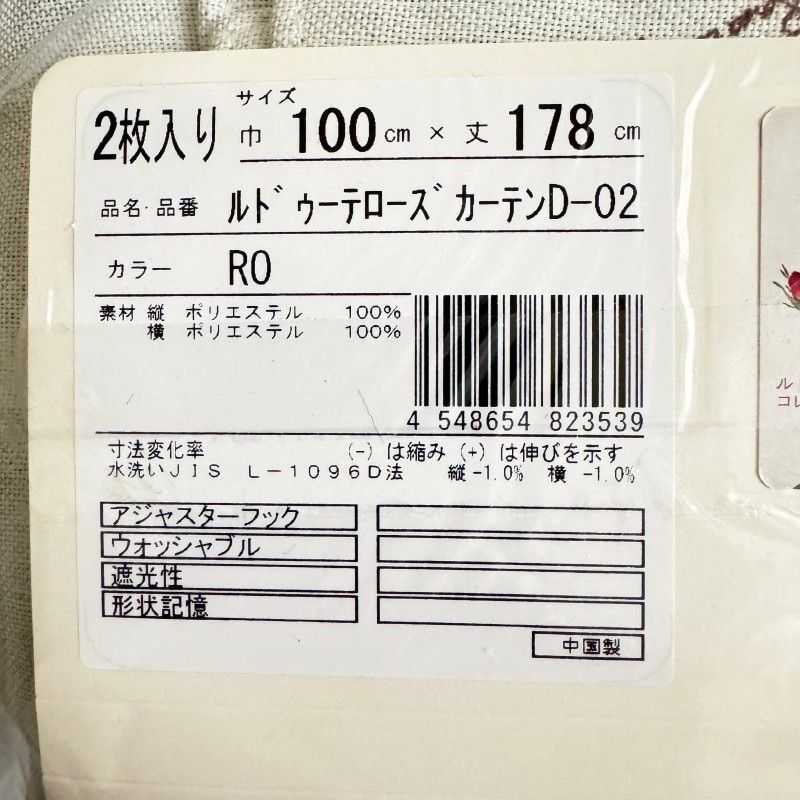 サイズ
2枚入り 巾 100cm × 丈 178 cm
品名・品番 ルドゥーテローズカーテンD-02
カラー RO
素材 縦 ポリエステル 100%
横 ポリエステル 100%
4 548654 823539
寸法変化率 (-) は縮み (+) は伸びを示す
水洗いJIS L-1096D法 縦-1.0% 横-1.0%
アジャスターフック
ウォッシャブル
遮光性
形状記憶
中国製
ル
コレ